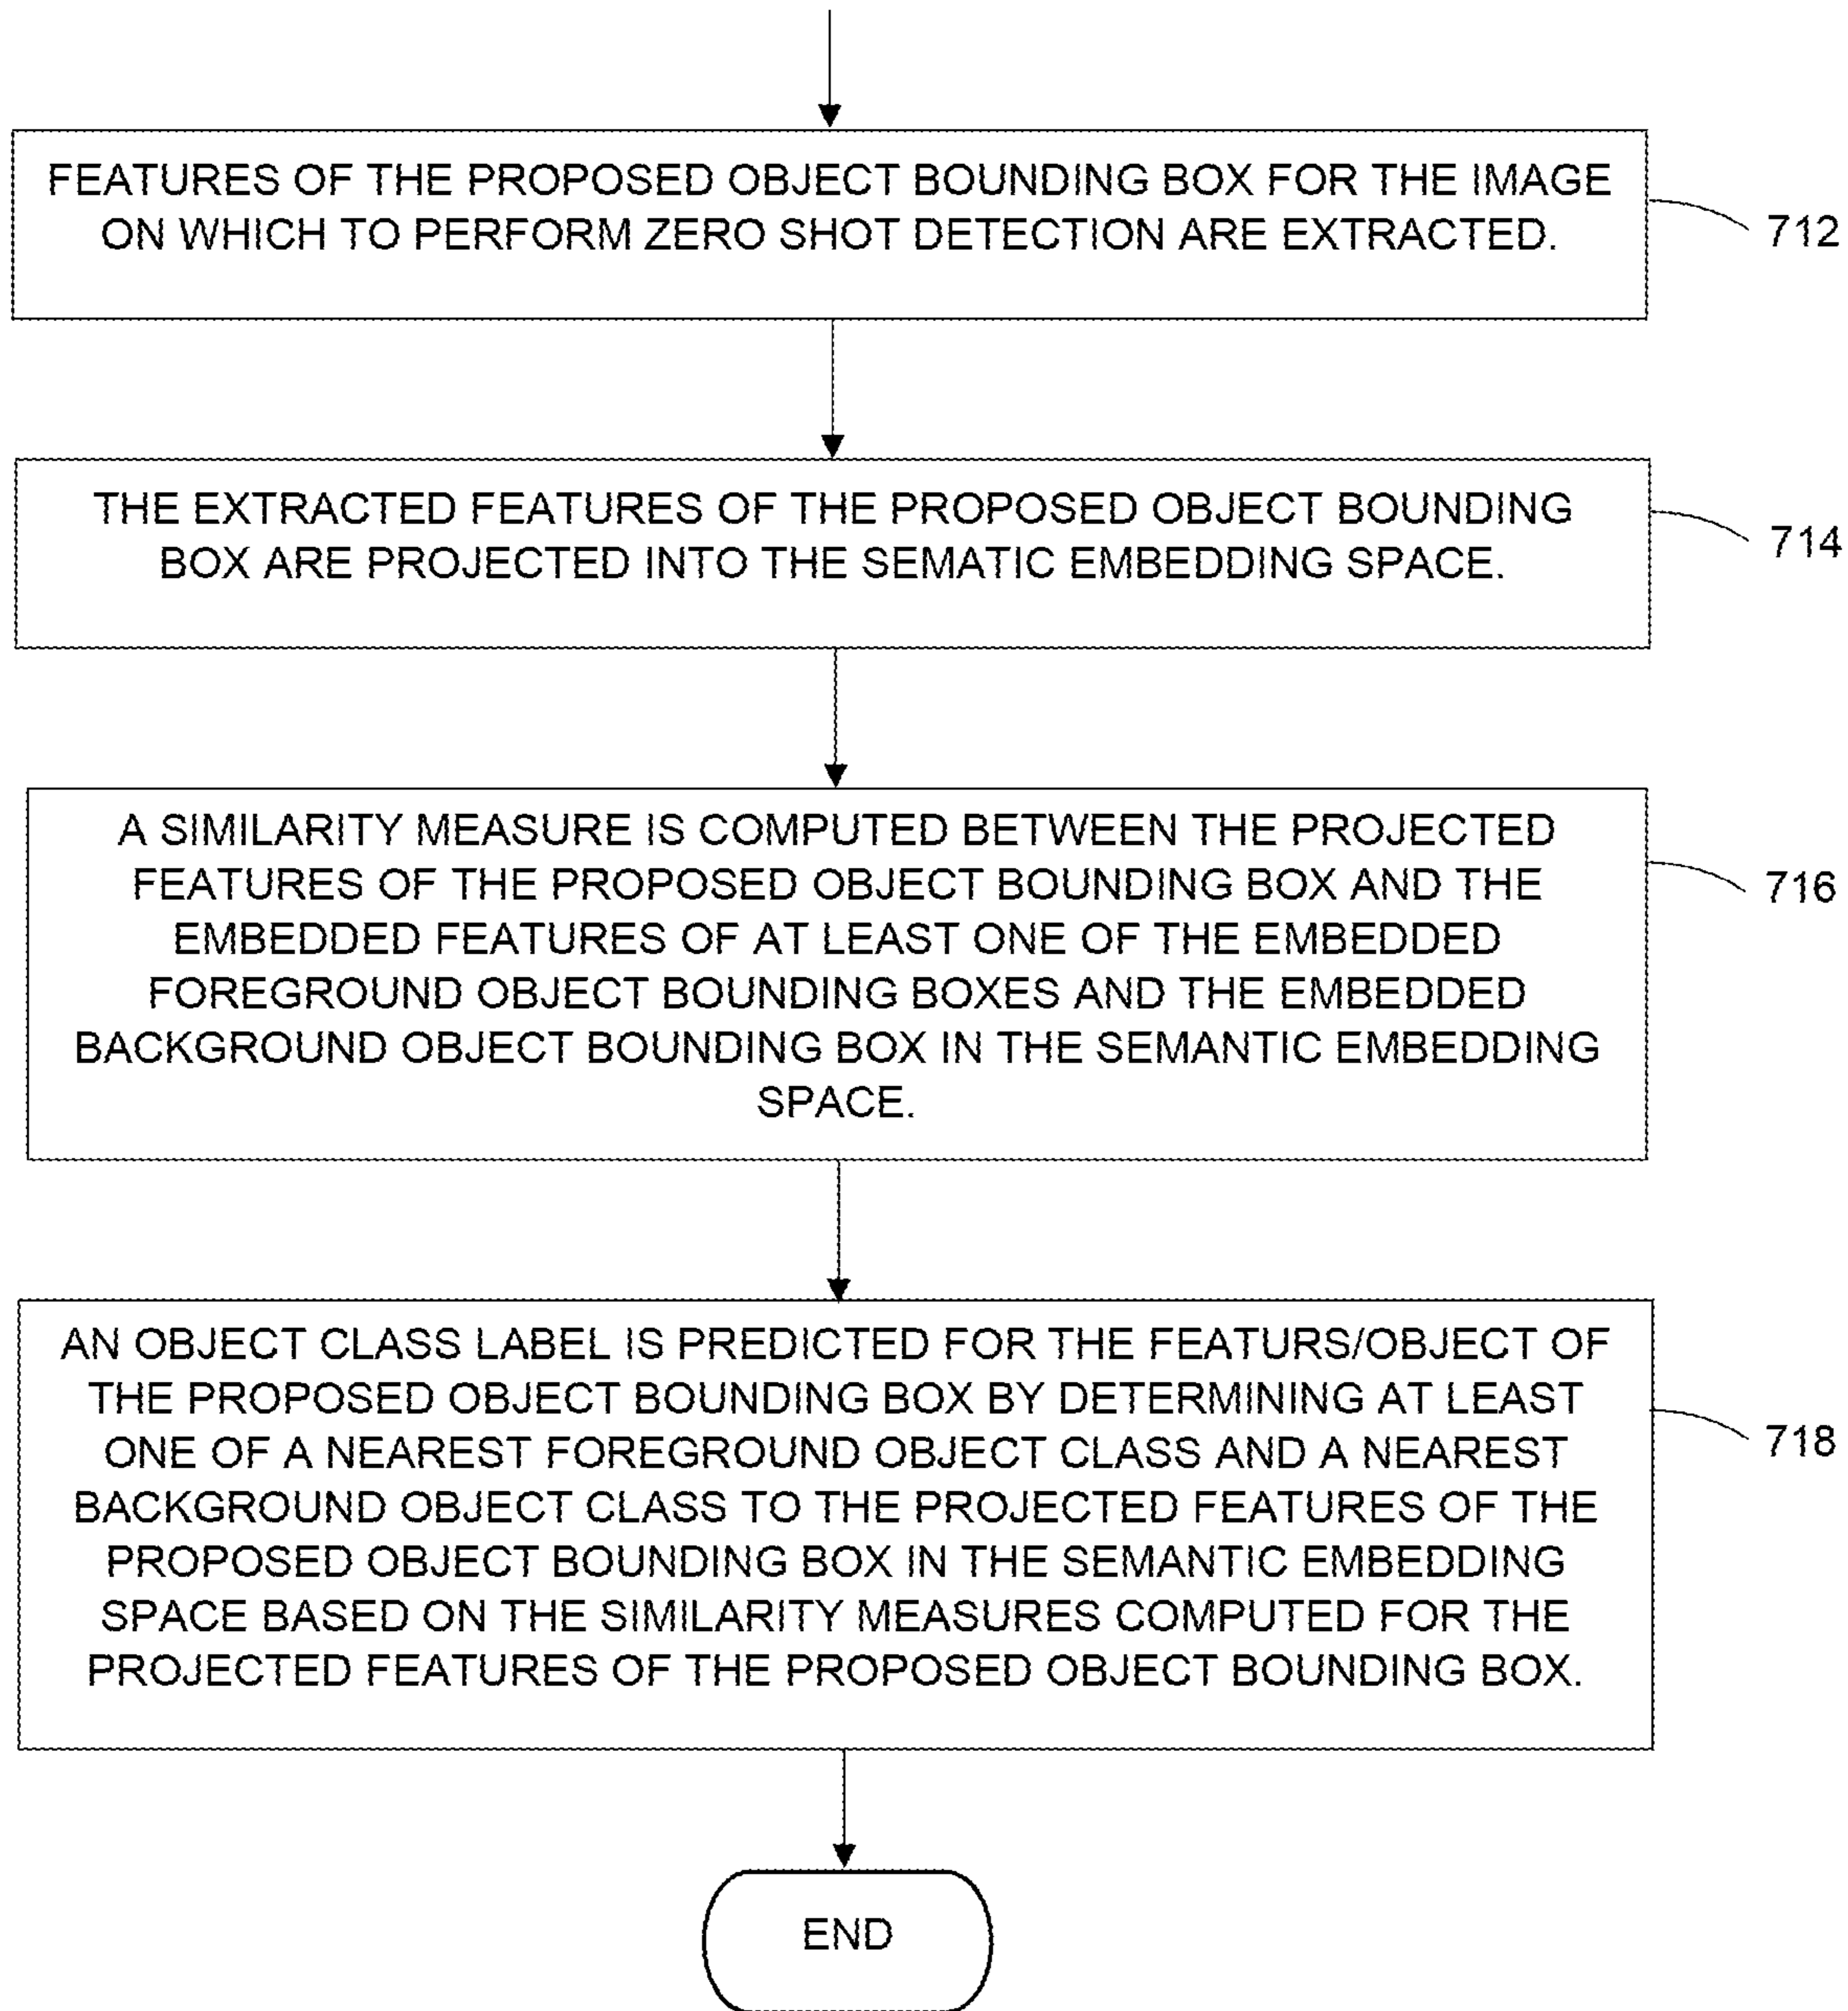 FEATURES OF THE PROPOSED OBJECT BOUNDING BOX FOR THE IMAGE
ON WHICH TO PERFORM ZERO SHOT DETECTION ARE EXTRACTED.
712
THE EXTRACTED FEATURES OF THE PROPOSED OBJECT BOUNDING
BOX ARE PROJECTED INTO THE SEMATIC EMBEDDING SPACE.
714
A SIMILARITY MEASURE IS COMPUTED BETWEEN THE PROJECTED
FEATURES OF THE PROPOSED OBJECT BOUNDING BOX AND THE
EMBEDDED FEATURES OF AT LEAST ONE OF THE EMBEDDED
FOREGROUND OBJECT BOUNDING BOXES AND THE EMBEDDED
BACKGROUND OBJECT BOUNDING BOX IN THE SEMANTIC EMBEDDING
SPACE.
716
AN OBJECT CLASS LABEL IS PREDICTED FOR THE FEATURS/OBJECT OF
THE PROPOSED OBJECT BOUNDING BOX BY DETERMINING AT LEAST
ONE OF A NEAREST FOREGROUND OBJECT CLASS AND A NEAREST
BACKGROUND OBJECT CLASS TO THE PROJECTED FEATURES OF THE
PROPOSED OBJECT BOUNDING BOX IN THE SEMANTIC EMBEDDING
SPACE BASED ON THE SIMILARITY MEASURES COMPUTED FOR THE
PROJECTED FEATURES OF THE PROPOSED OBJECT BOUNDING BOX.
718
END